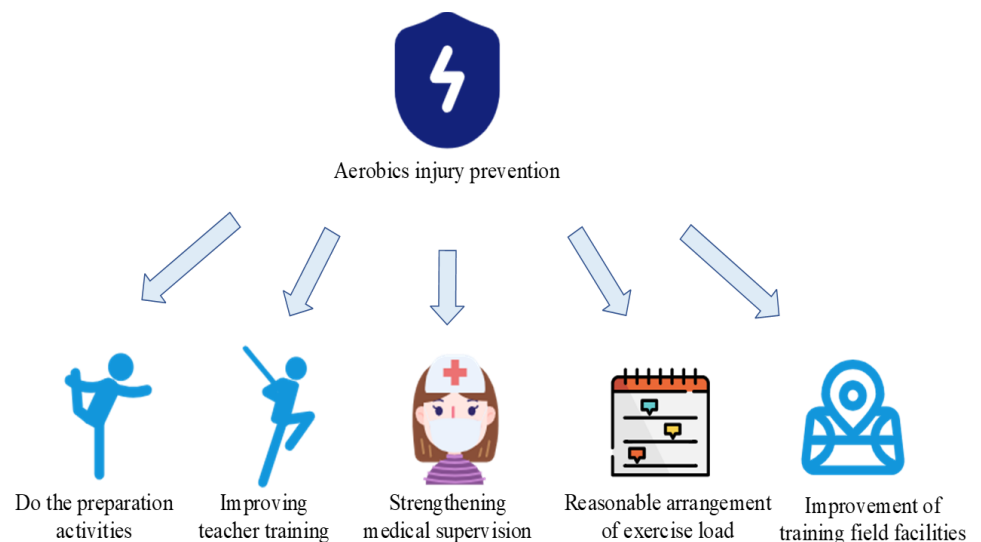 Aerobics injury prevention
Do the preparation
activities
Improving
teacher training
Strengthening
medical supervision
Reasonable arrangement
of exercise load
Improvement of
training field facilities